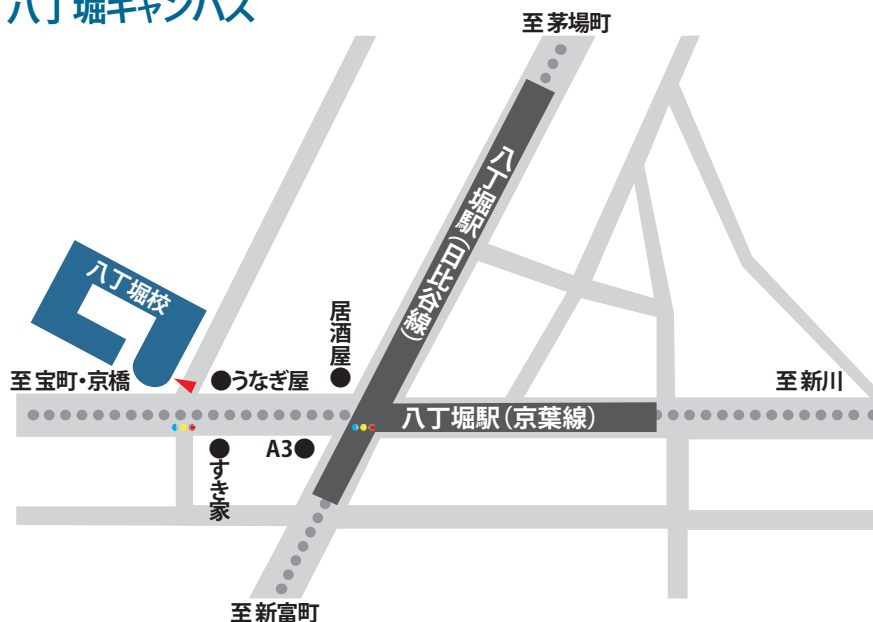 八丁堀キャンパス
至茅場町
八丁堀駅(日比谷線)
八丁堀校
居酒屋
至宝町・京橋
うなぎ屋
至新川
八丁堀駅(京葉線)
A3
すき家
至新富町